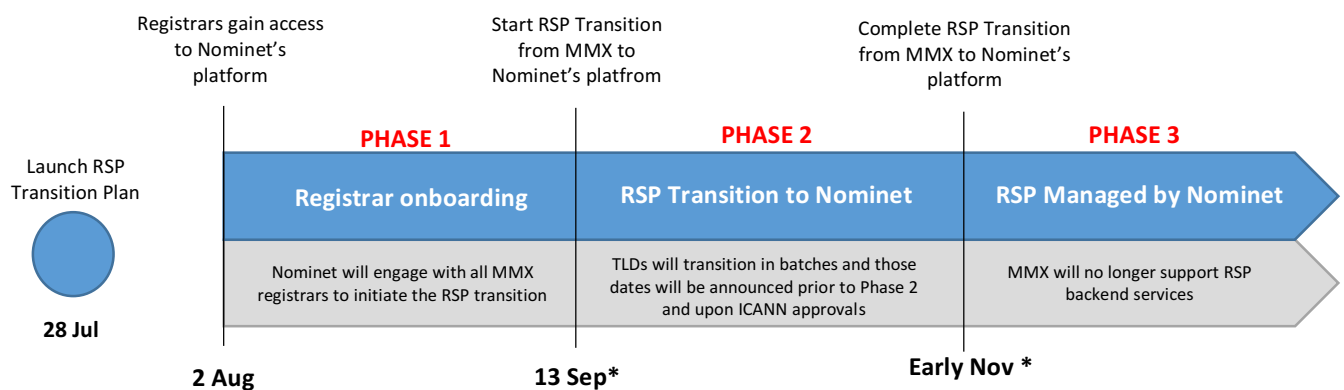 Registrars gain access
to Nominet's
platform
Start RSP Transition
from MMX to
Nominet's platfrom
Complete RSP Transition
from MMX to Nominet's
platform
PHASE 1
PHASE 2
PHASE 3
Launch RSP
Transition Plan
Registrar onboarding
RSP Transition to Nominet
RSP Managed by Nominet
Nominet will engage with all MMX
registrars to initiate the RSP transition
TLDs will transition in batches and those
dates will be announced prior to Phase 2
and upon ICANN approvals
MMX will no longer support RSP
backend services
28 Jul
2 Aug
13 Sep*
Early Nov *